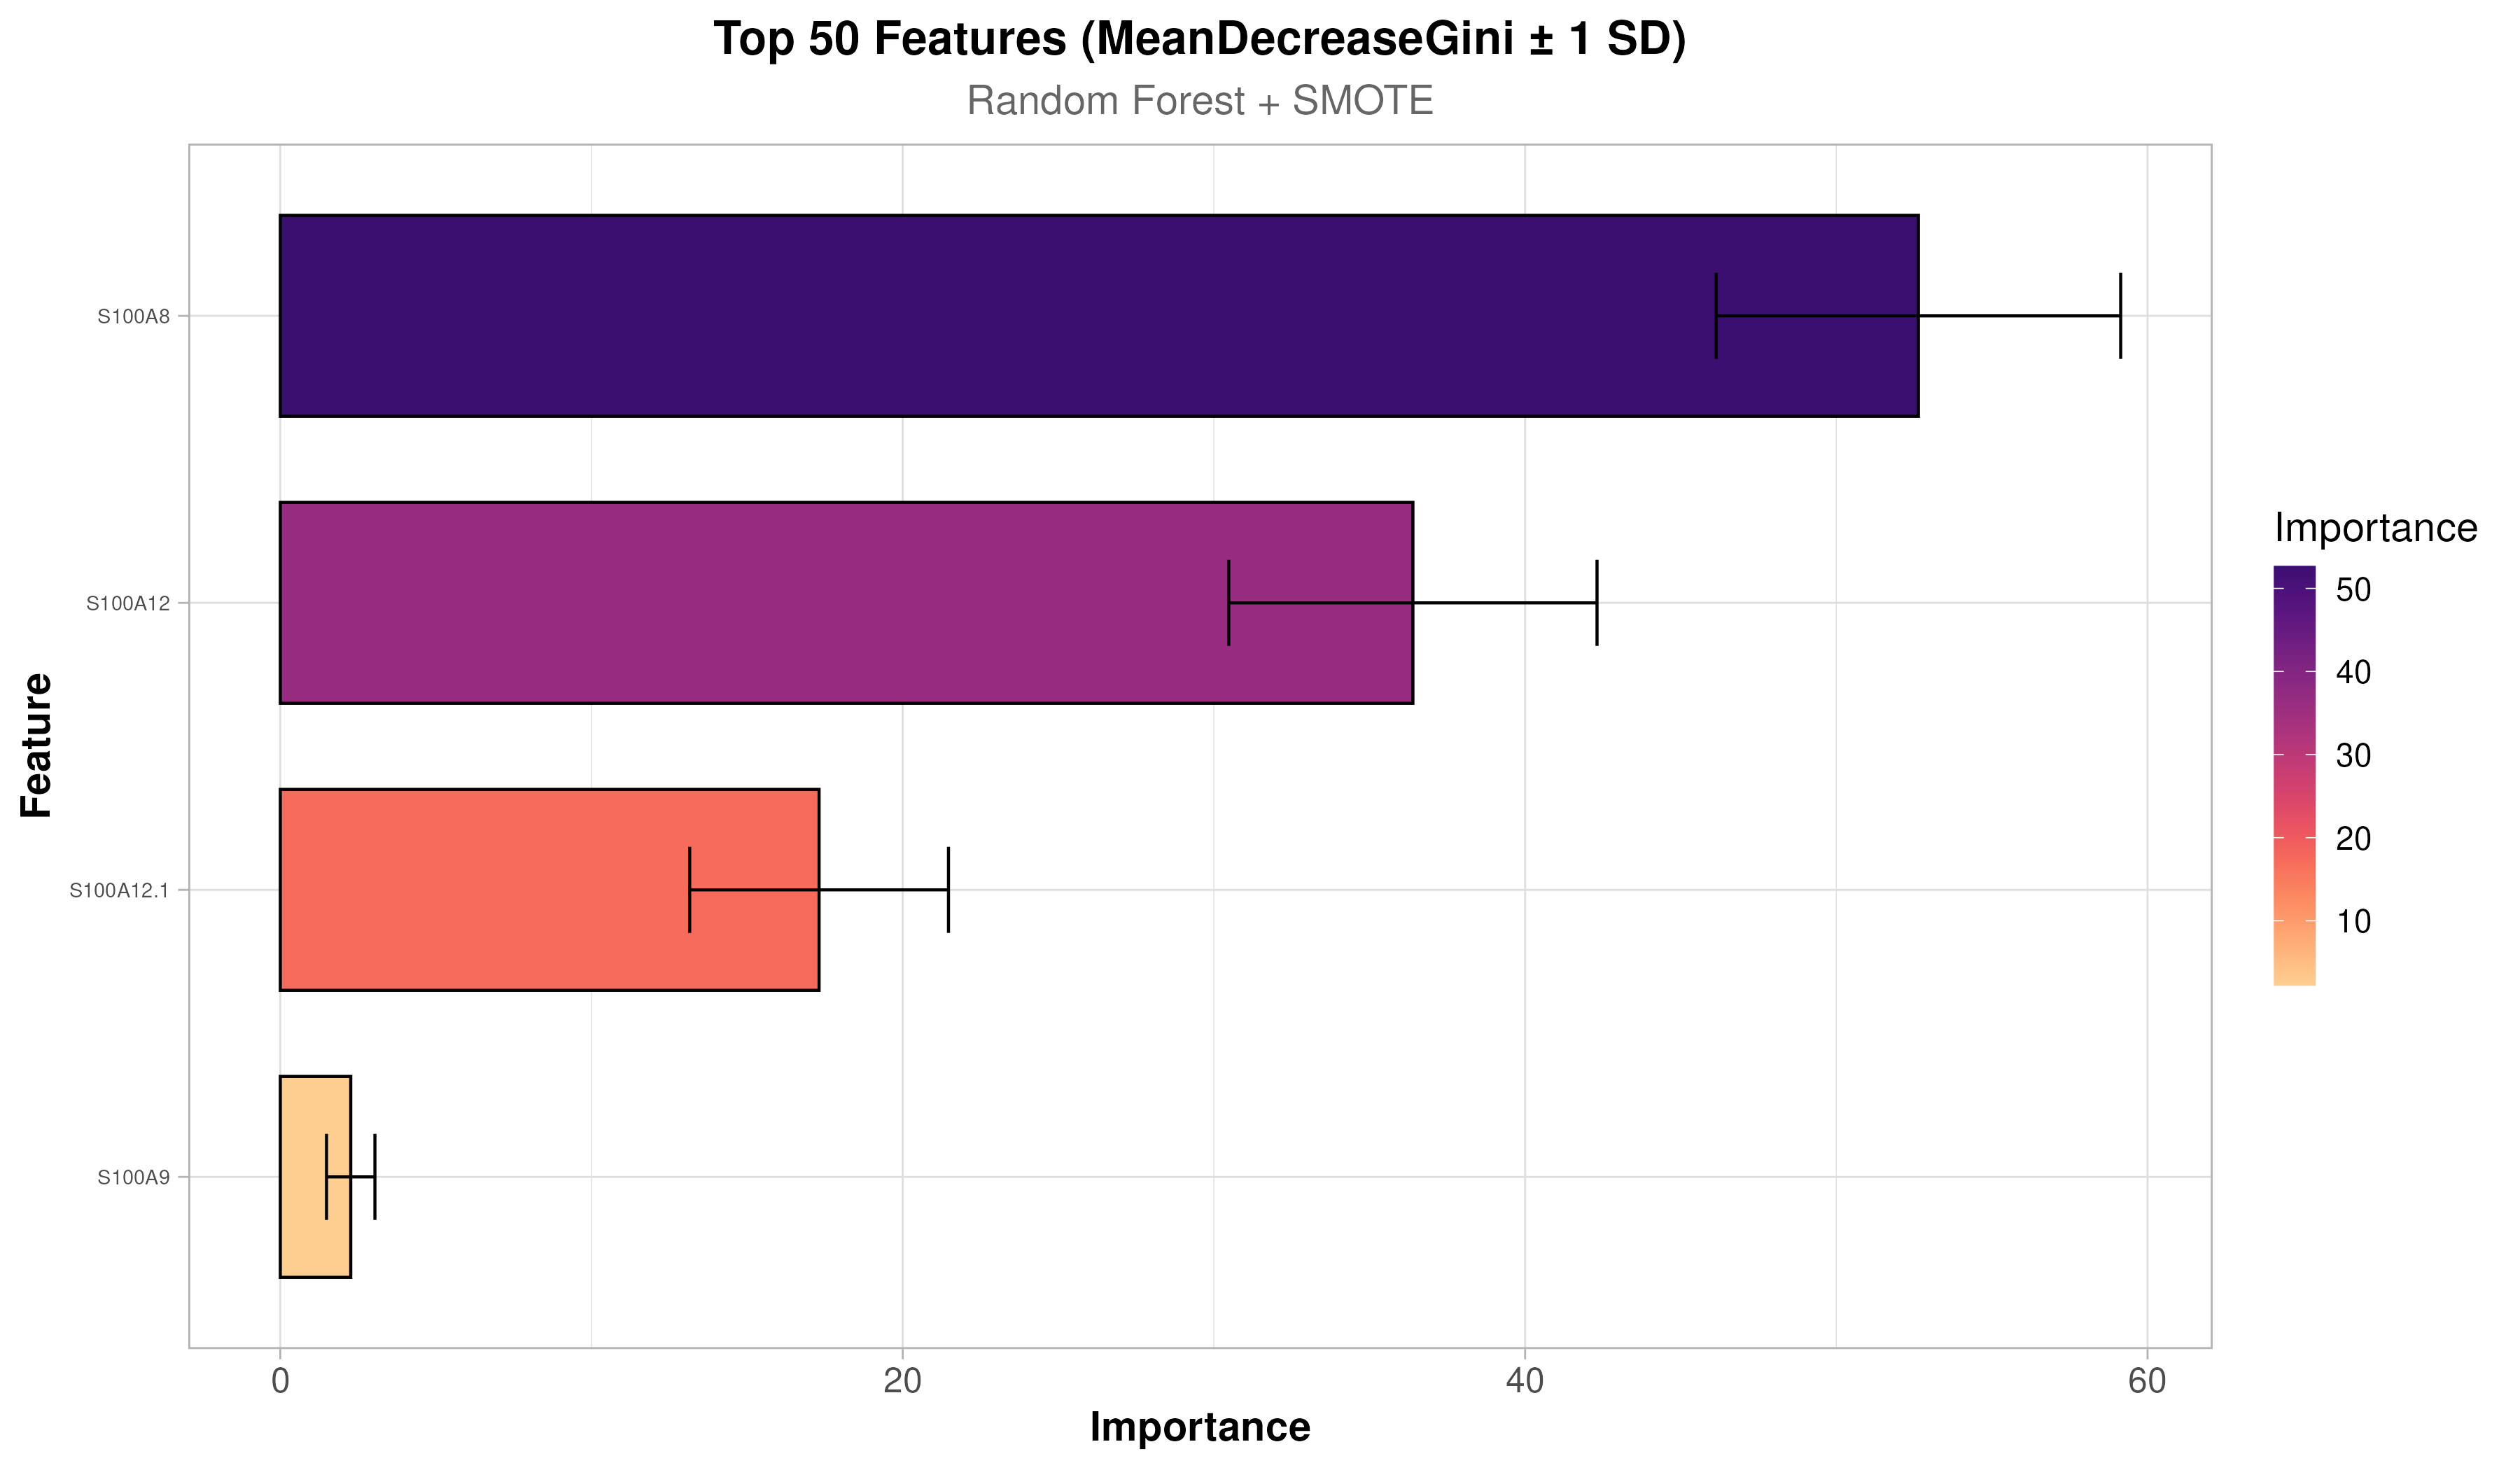 Top 50 Features (MeanDecreaseGini ± 1 SD)
Random Forest + SMOTE
Feature
S100A8
S100A12
S100A12.1
S100A9
0
20
40
60
Importance
Importance
50
40
30
20
10